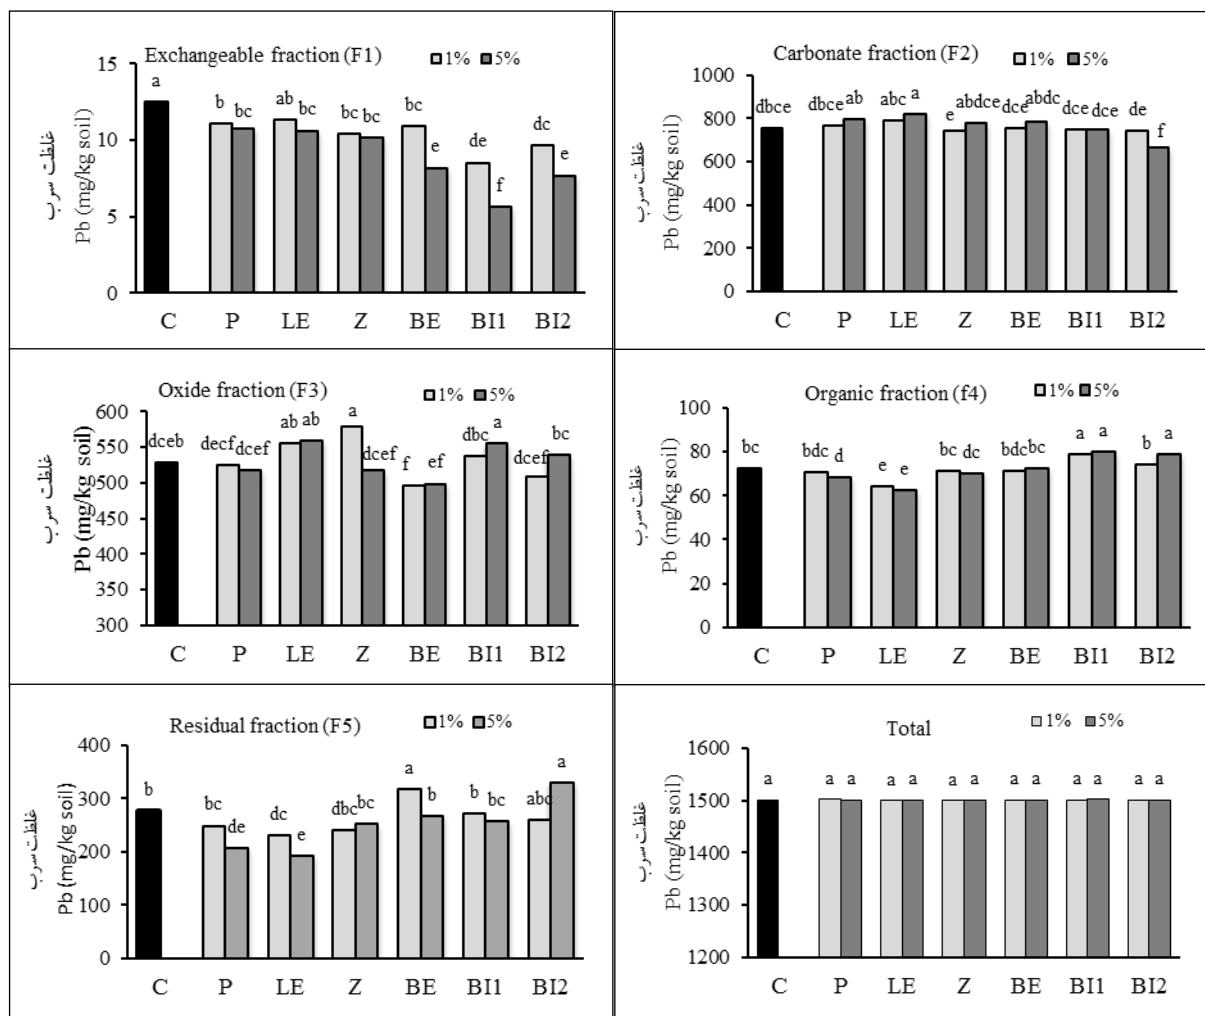 Exchangeable fraction (F1) 1% 5%
غلظت سرب
Pb (mg/kg soil)
15
10
5
0
a b bc ab bc bc bc bc e de f dc e
C P LE Z BE BI1 BI2
Carbonate fraction (F2) 1% 5%
غلظت سرب
Pb (mg/kg soil)
1000
800
600
400
200
0
dbce dbce ab abc a e abdce dce abdc dce dce de f
C P LE Z BE BI1 BI2
Oxide fraction (F3) 1% 5%
غلظت سرب
Pb (mg/kg soil)
600
550
500
450
400
350
300
dceb decf dcef ab ab a dcef f ef dbc a dcef bc
C P LE Z BE BI1 BI2
Organic fraction (f4) 1% 5%
غلظت سرب
Pb (mg/kg soil)
100
80
60
40
20
0
bc bdc d e e bc dc bdc bc a a b a
C P LE Z BE BI1 BI2
Residual fraction (F5) 1% 5%
غلظت سرب
Pb (mg/kg soil)
400
300
200
100
0
b bc de dc e dbc bc a b b bc abc a
C P LE Z BE BI1 BI2
Total 1% 5%
غلظت سرب
Pb (mg/kg soil)
1600
1500
1400
1300
1200
a a a a a a a a a a a a a
C P LE Z BE BI1 BI2